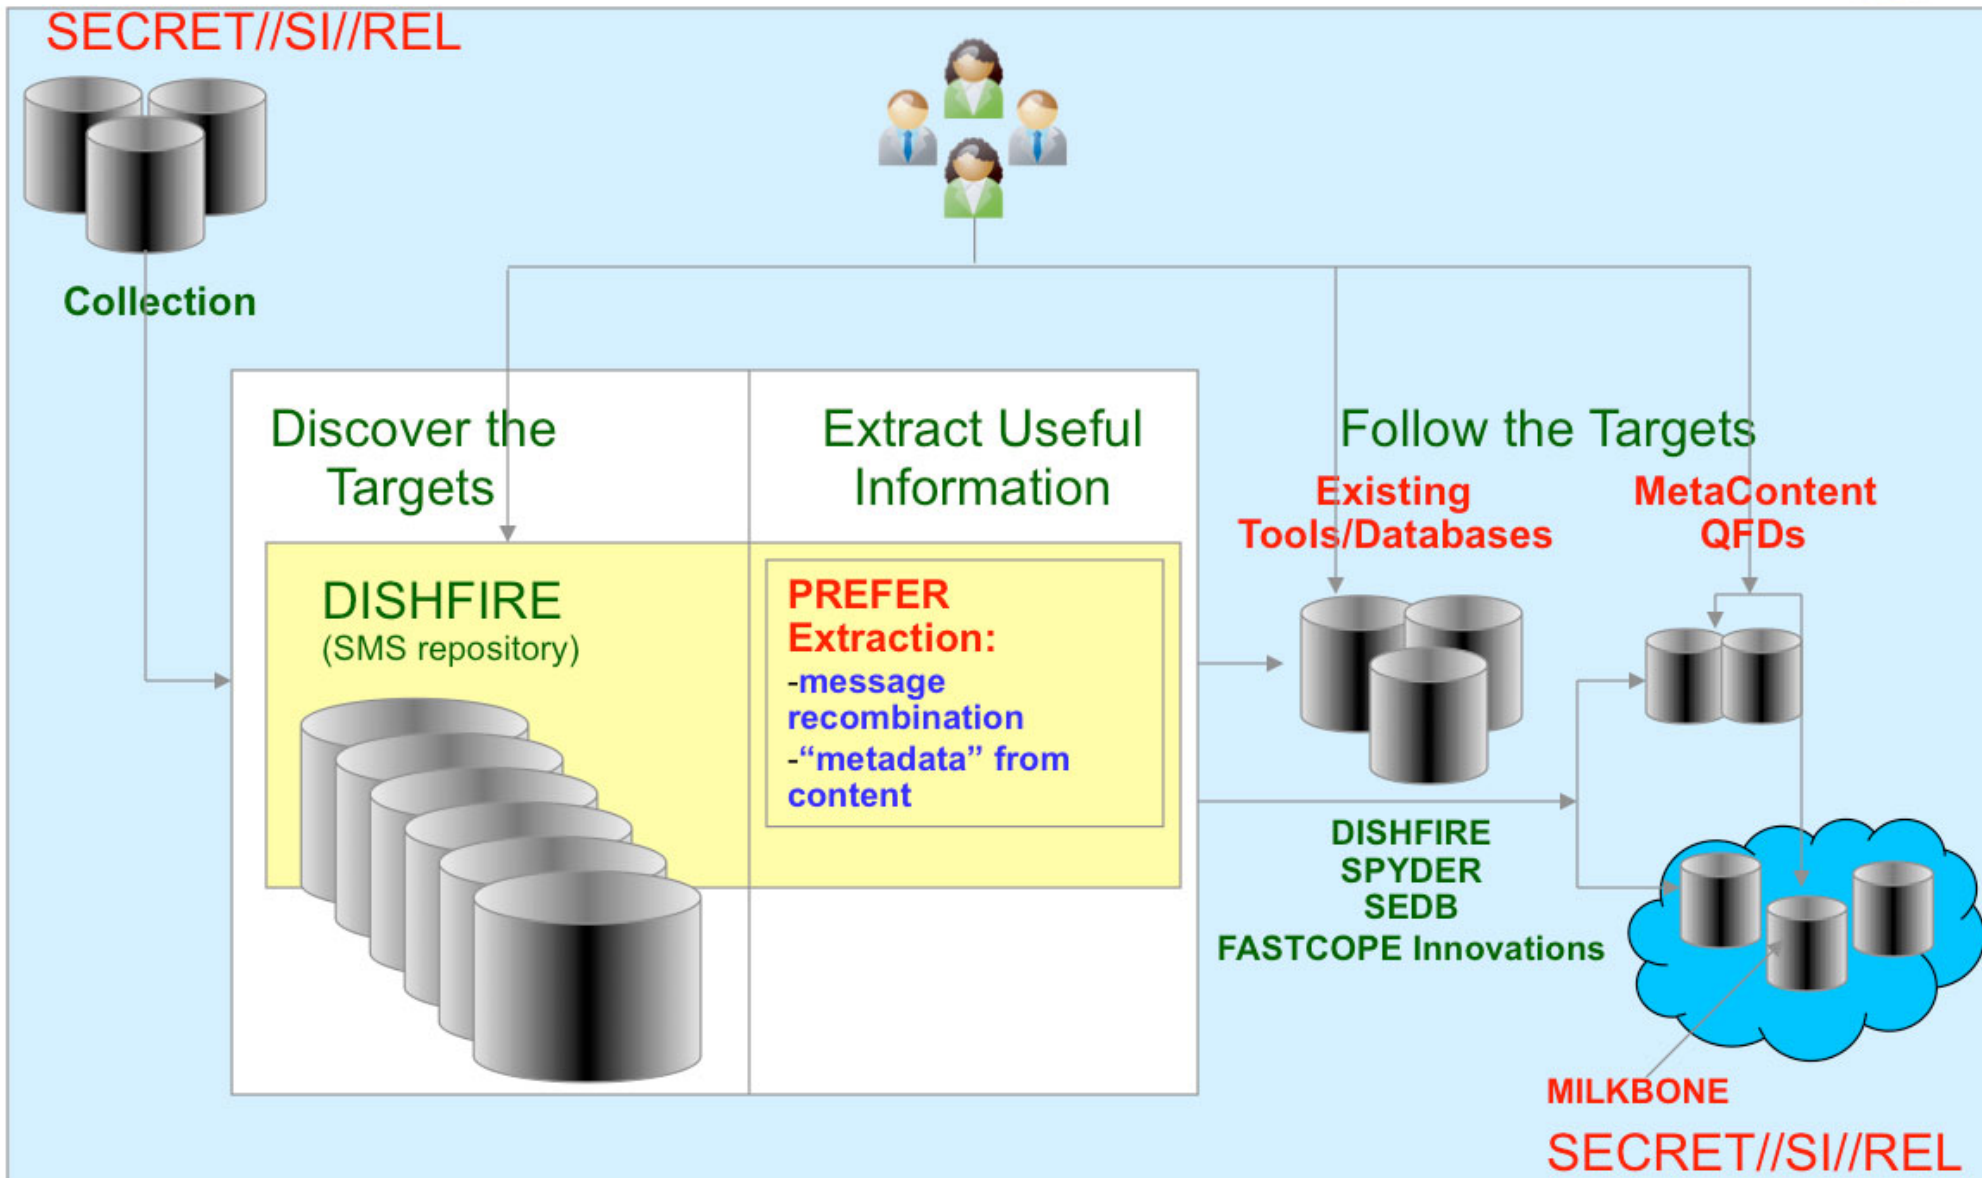 SECRET//SI//REL
Collection
Discover the
Targets
Extract Useful
Information
Follow the Targets
Existing
Tools/Databases
MetaContent
QFDs
DISHFIRE
(SMS repository)
PREFER
Extraction:
-message
recombination
-“metadata” from
content
DISHFIRE
SPYDER
SEDB
FASTCOPE Innovations
MILKBONE
SECRET//SI//REL